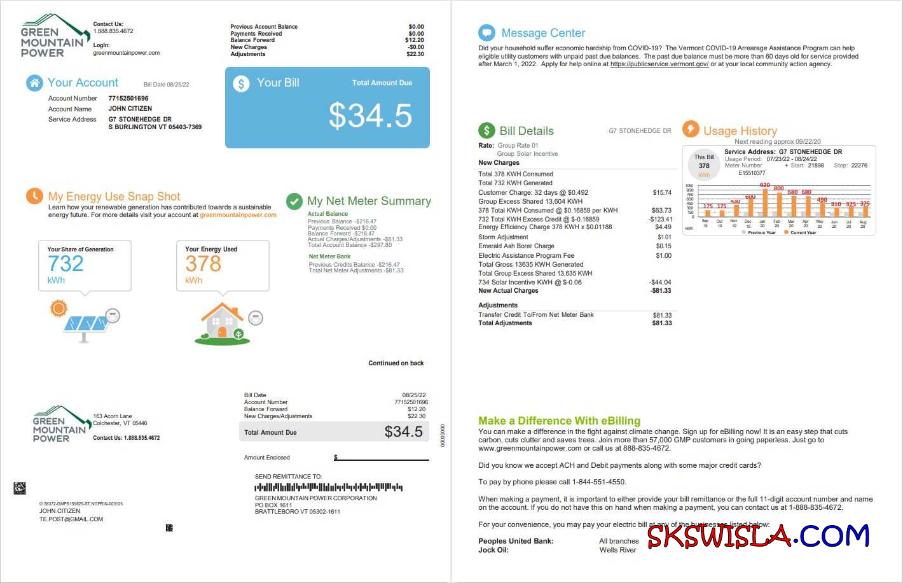 GREEN
MOUNTAIN
POWER
Contact Us:
1.888.835.4672
Login:
greenmountainpower.com
Previous Account Balance $0.00
Payments Received $0.00
Balance Forward $12.20
New Charges -$0.00
Adjustments $22.30
Your Account Bill Date 08/25/22
Account Number 77152501696
Account Name JOHN CITIZEN
Service Address G7 STONEHEDGE DR
S BURLINGTON VT 05403-7369
Your Bill Total Amount Due
$34.5
My Energy Use Snap Shot
Learn how your renewable generation has contributed towards a sustainable
energy future. For more details visit your account at greenmountainpower.com
Your Share of Generation
732
kWh
Your Energy Used
378
kWh
My Net Meter Summary
Actual Balance
Previous Balance -$216.47
Payments Received $0.00
Balance Forward -$216.47
Actual Charges/Adjustments -$81.33
Total Account Balance -$297.80
Net Meter Bank
Previous Credits Balance -$216.47
Total Net Meter Adjustments -$81.33
Continued on back
GREEN
MOUNTAIN
POWER
163 Acorn Lane
Colchester, VT 05446
Contact Us: 1.888.835.4672
Bill Date 08/25/22
Account Number 77152501696
Balance Forward $12.20
New Charges/Adjustments $22.30
Total Amount Due $34.5
Amount Enclosed $
SEND REMITTANCE TO:
GREEN MOUNTAIN POWER CORPORATION
PO BOX 1611
BRATTLEBORO VT 05302-1611
JOHN CITIZEN
TE.POST@GMAIL.COM
Message Center
Did your household suffer economic hardship from COVID-19? The Vermont COVID-19 Arrearage Assistance Program can help
eligible utility customers with unpaid past due balances. The past due balance must be more than 60 days old for service provided
after March 1, 2022. Apply for help online at https://publicservice.vermont.gov/ or at your local community action agency.
Bill Details G7 STONEHEDGE DR
Rate: Group Rate 01
Group Solar Incentive
New Charges
Total 378 KWH Consumed
Total 732 KWH Generated
Customer Charge: 32 days @ $0.492 $15.74
Group Excess Shared 13,604 KWH
378 Total KWH Consumed @ $0.16859 per KWH $63.73
732 Total KWH Excess Credit @ $-0.16859 -$123.41
Energy Efficiency Charge 378 KWH x $0.01188 $4.49
Storm Adjustment $1.01
Emerald Ash Borer Charge $0.15
Electric Assistance Program Fee $1.00
Total Gross 13635 KWH Generated
Total Group Excess Shared 13,635 KWH
734 Solar Incentive KWH @ $-0.06 -$44.04
New Actual Charges -$81.33
Adjustments
Transfer Credit To/From Net Meter Bank $81.33
Total Adjustments $81.33
Usage History
Next reading approx 09/22/20
This Bill
378
kWh
Service Address: G7 STONEHEDGE DR
Usage Period: 07/23/22 - 08/24/22
Meter Number + Start 21898 Stop: 22276
E15510377
Previous Year Current Year
Make a Difference With eBilling
You can make a difference in the fight against climate change. Sign up for eBilling now! It is an easy step that cuts
carbon, cuts clutter and saves trees. Join more than 57,000 GMP customers in going paperless. Just go to
www.greenmountainpower.com or call us at 888-835-4672.
Did you know we accept ACH and Debit payments along with some major credit cards?
To pay by phone please call 1-844-551-4550.
When making a payment, it is important to either provide your bill remittance or the full 11-digit account number and name
on the account. If you do not have this on hand when making a payment, you can contact us at 1-888-835-4672.
For your convenience, you may pay your electric bill at any of the businesses listed below:
Peoples United Bank: All branches
Jock Oil: Wells River
SKSWISLA.COM